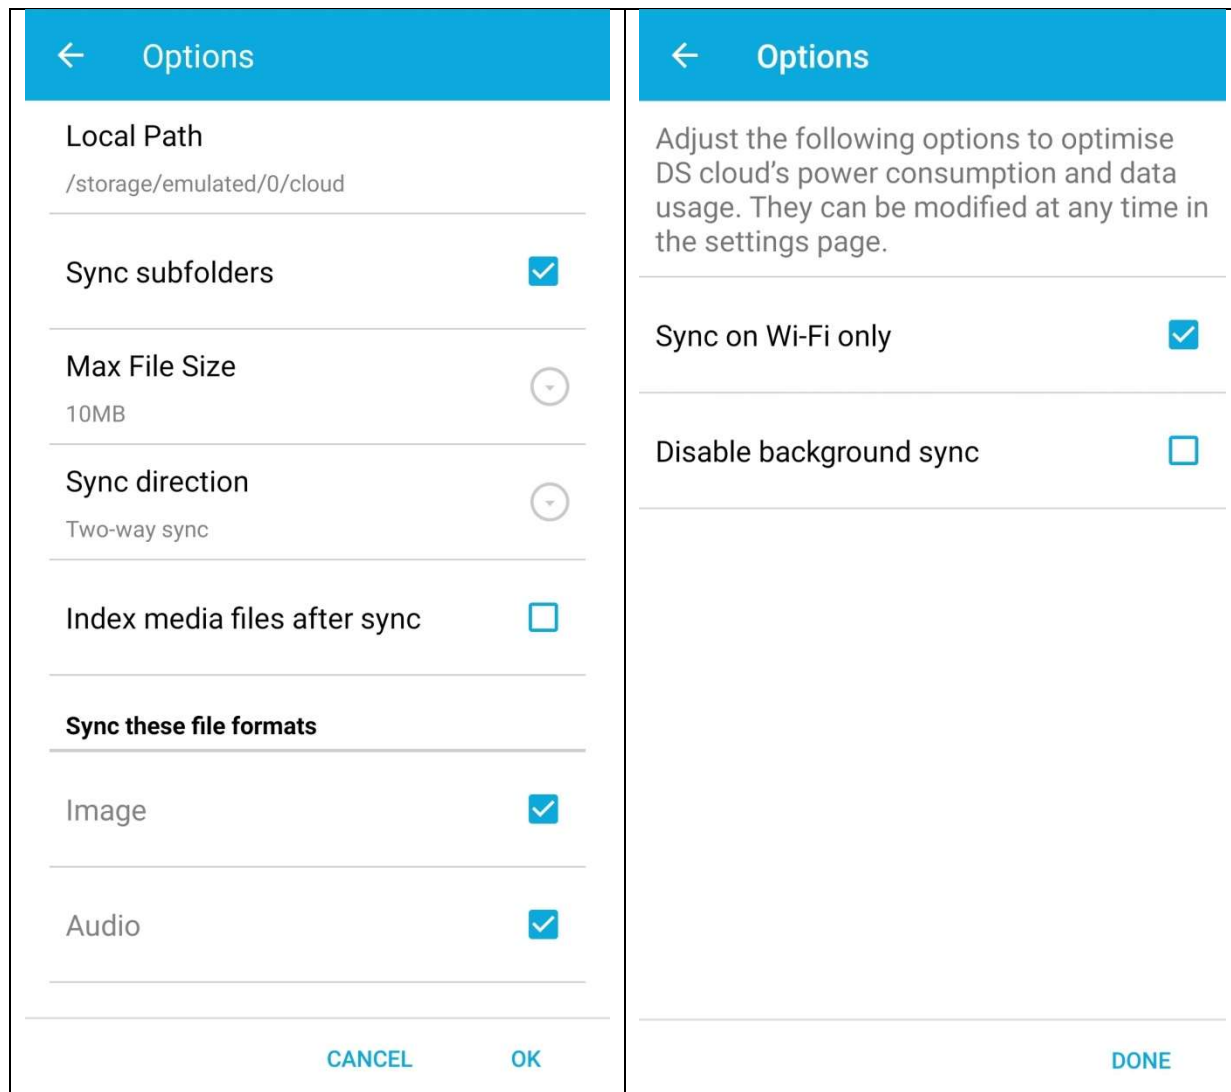 Options
Local Path
/storage/emulated/0/cloud
Sync subfolders
Max File Size
10MB
Sync direction
Two-way sync
Index media files after sync
Sync these file formats
Image
Audio
CANCEL OK
Options
Adjust the following options to optimise
DS cloud’s power consumption and data
usage. They can be modified at any time in
the settings page.
Sync on Wi-Fi only
Disable background sync
DONE